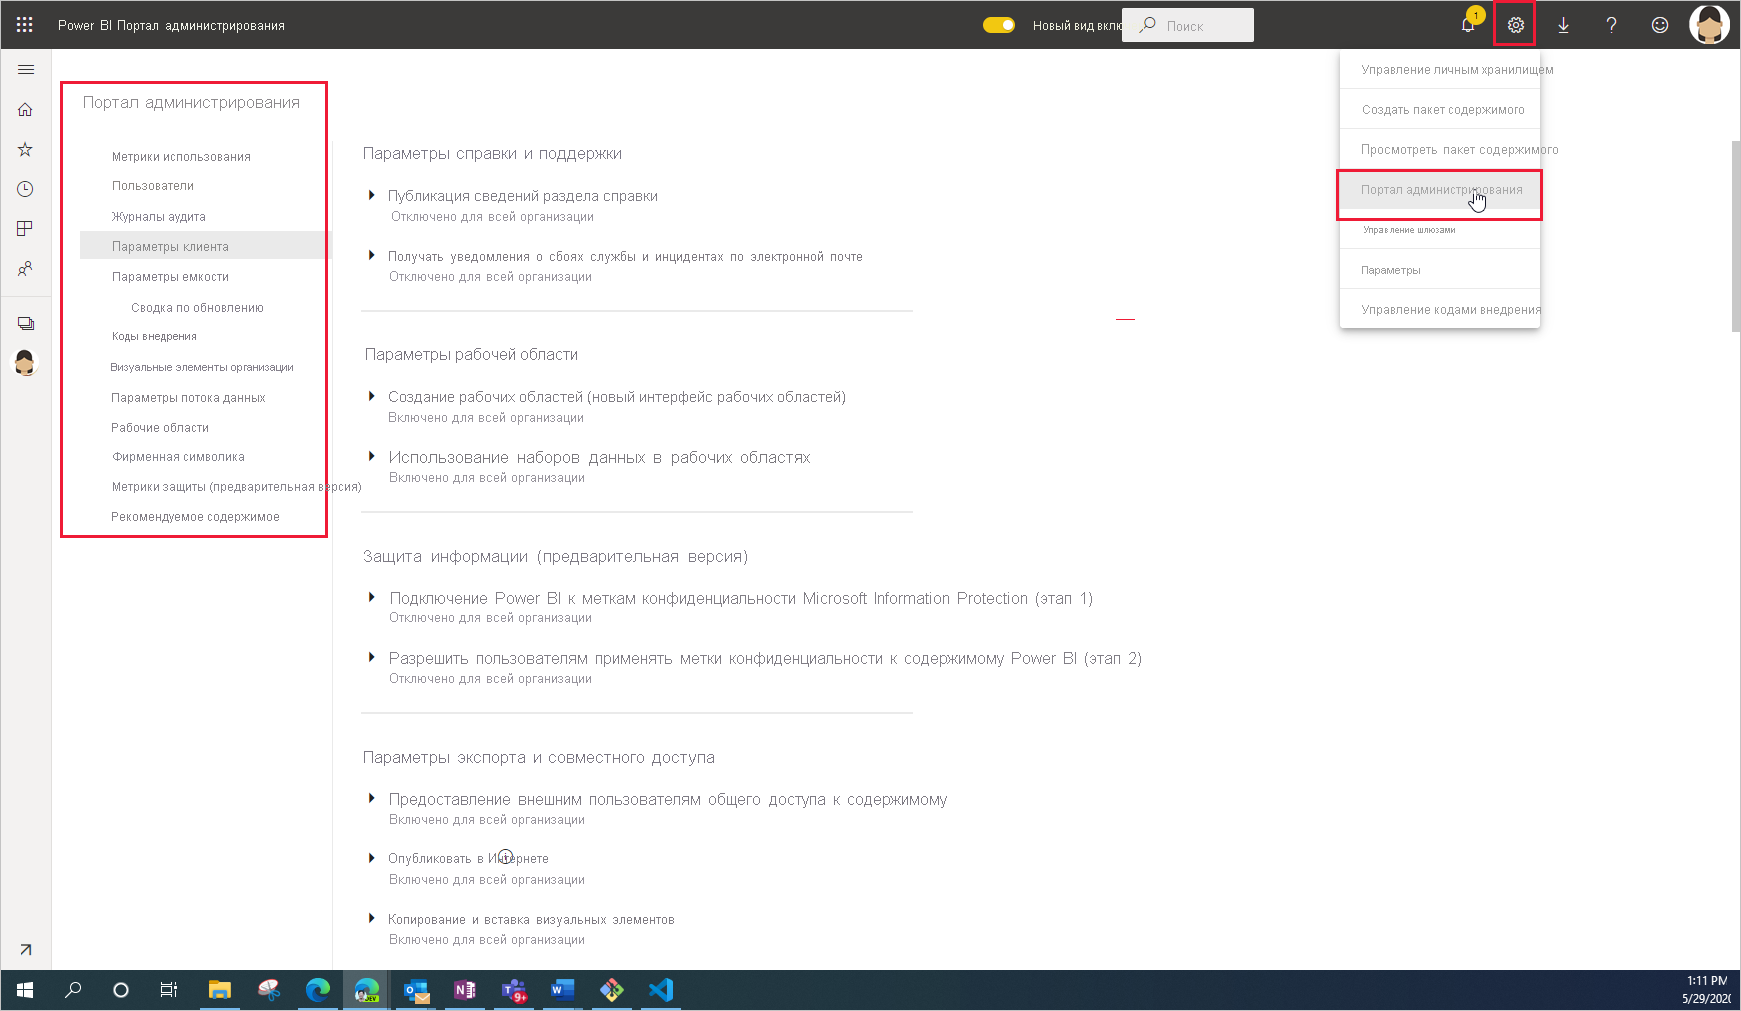 Power BI Портал администрирования
Новый вид вклю
Поиск
1
Портал администрирования
Метрики использования
Пользователи
Журналы аудита
Параметры клиента
Параметры емкости
Сводка по обновлению
Коды внедрения
Визуальные элементы организации
Параметры потока данных
Рабочие области
Фирменная символика
Метрики защиты (предварительная версия)
Рекомендуемое содержимое
Параметры справки и поддержки
Публикация сведений раздела справки
Отключено для всей организации
Получать уведомления о сбоях службы и инцидентах по электронной почте
Отключено для всей организации
Параметры рабочей области
Создание рабочих областей (новый интерфейс рабочих областей)
Включено для всей организации
Использование наборов данных в рабочих областях
Включено для всей организации
Защита информации (предварительная версия)
Подключение Power BI к меткам конфиденциальности Microsoft Information Protection (этап 1)
Отключено для всей организации
Разрешить пользователям применять метки конфиденциальности к содержимому Power BI (этап 2)
Отключено для всей организации
Параметры экспорта и совместного доступа
Предоставление внешним пользователям общего доступа к содержимому
Включено для всей организации
Опубликовать в Интернете
Включено для всей организации
Копирование и вставка визуальных элементов
Включено для всей организации
Управление личным хранилищем
Создать пакет содержимого
Просмотреть пакет содержимого
Портал администрирования
Управление шлюзами
Параметры
Управление кодами внедрения
DEV
9+
1:11 PM
5/29/2020